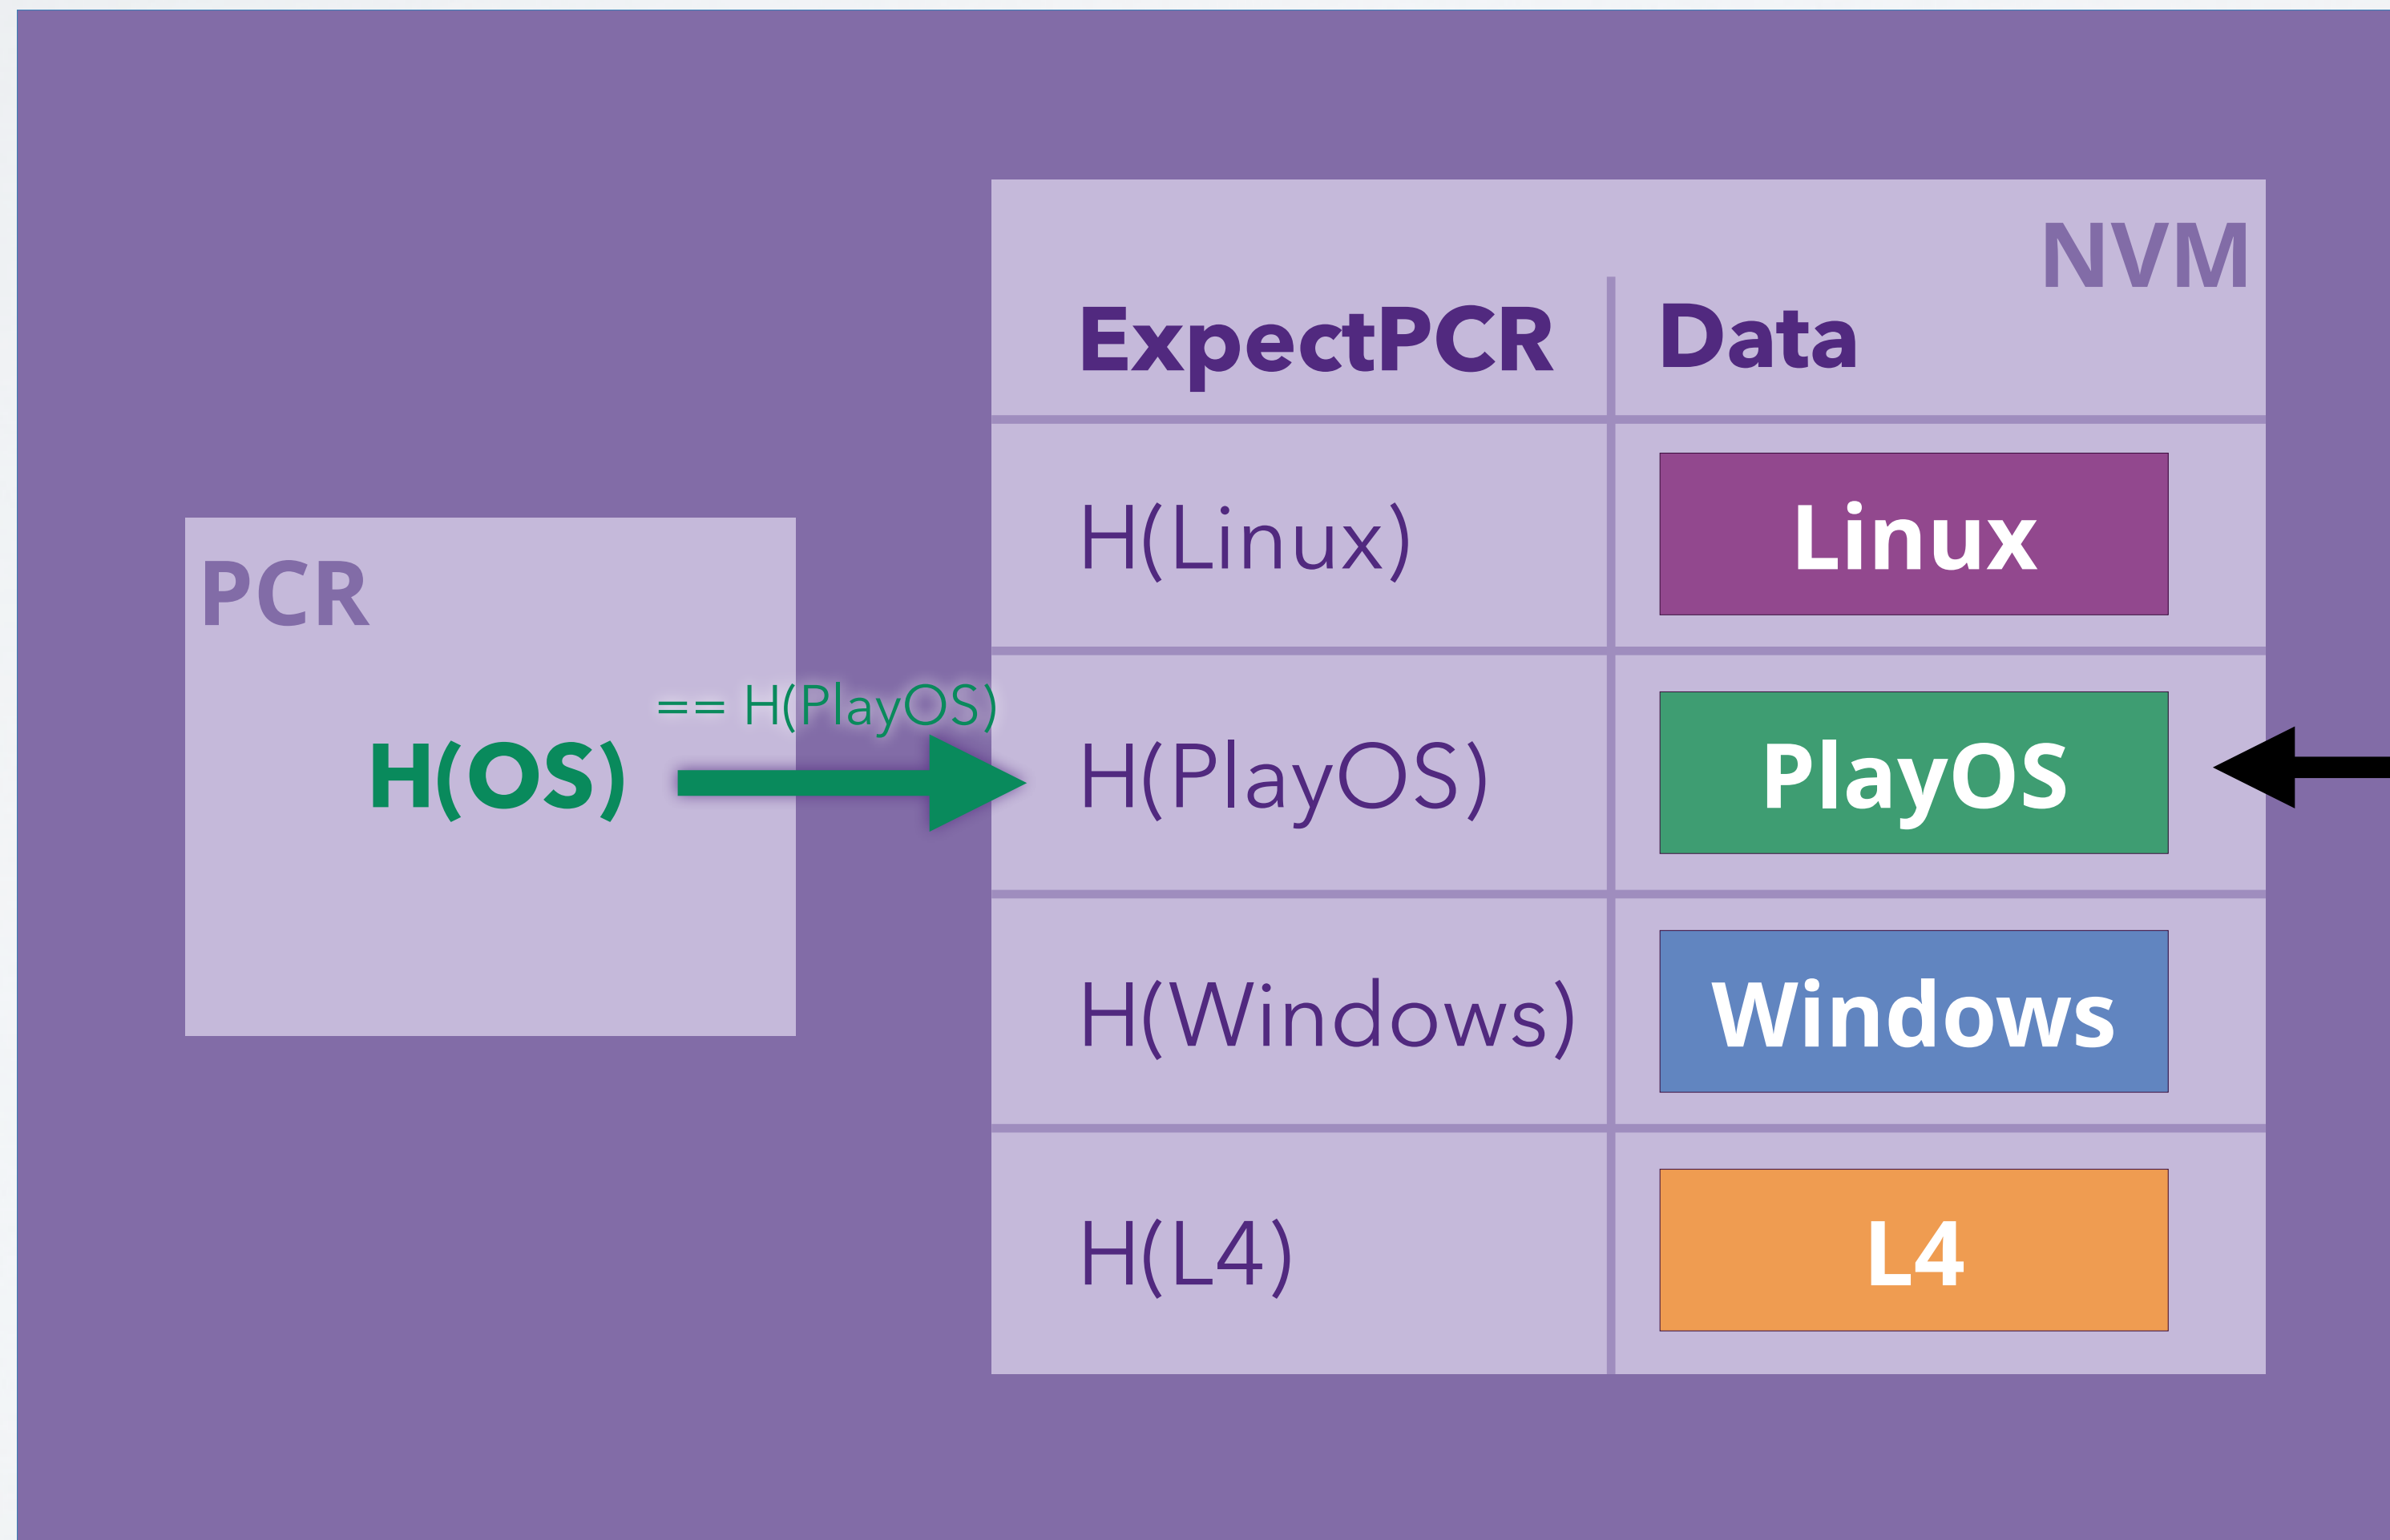 NVM
ExpectPCR Data
H(Linux) Linux
PCR
== H(PlayOS)
H(OS) H(PlayOS) PlayOS
H(Windows) Windows
H(L4) L4